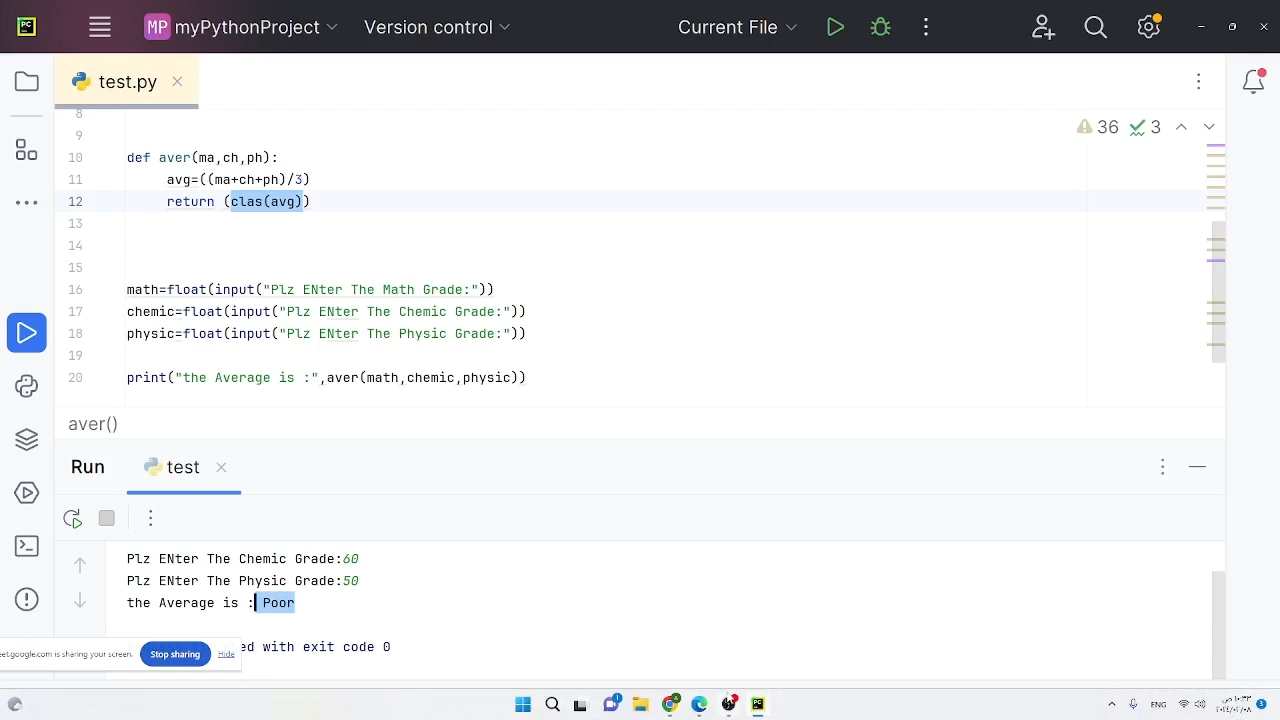 PC MP myPythonProject Version control Current File
test.py
8
36 3
9
10 def aver(ma,ch,ph):
11 avg=((ma+ch+ph)/3)
12 return (clas(avg))
13
14
15
16 math=float(input("Plz ENter The Math Grade:"))
17 chemic=float(input("Plz ENter The Chemic Grade:"))
18 physic=float(input("Plz ENter The Physic Grade:"))
19
20 print("the Average is :",aver(math,chemic,physic))
aver()
Run test
Plz ENter The Chemic Grade:60
Plz ENter The Physic Grade:50
the Average is : Poor
eet.google.com is sharing your screen. Stop sharing Hide
ed with exit code 0
PC ENG